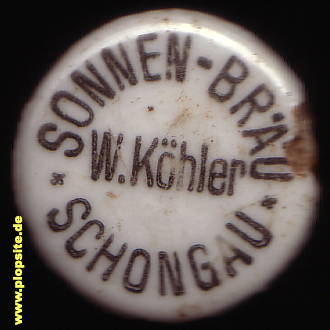 SONNEN-BRÄU
W.Köhler
* SCHONGAU *
www.plopsite.de